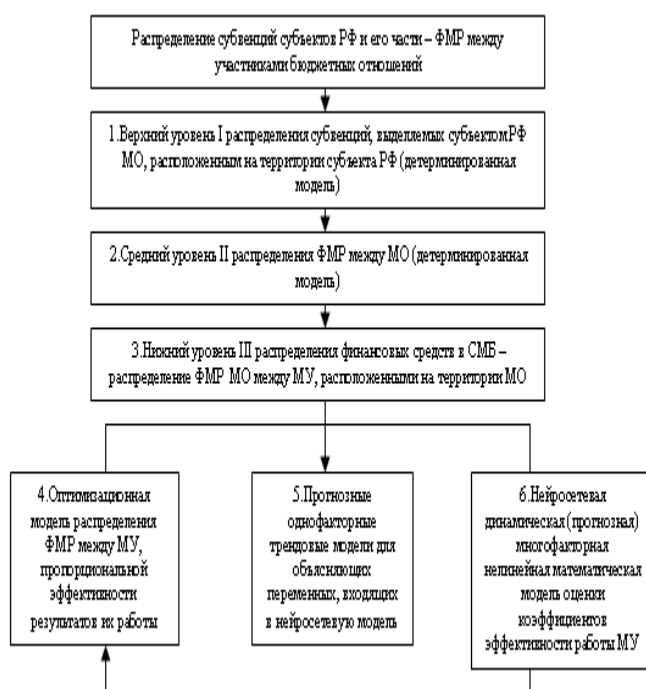 Распределение субвенций субъектов РФ и его части – ФМР между
участниками бюджетных отношений
1.Верхний уровень I распределения субвенций, выделяемых субъектом РФ
МО, расположенным на территории субъекта РФ (детерминированная
модель)
2.Средний уровень II распределения ФМР между МО (детерминированная
модель)
3.Нижний уровень III распределения финансовых средств в СМБ –
распределение ФМР МО между МУ, расположенными на территории МО
4.Оптимизационная
модель распределения
ФМР между МУ,
пропорциональной
эффективности
результатов их работы
5.Прогнозные
однофакторные
трендовые модели для
объясняющих
переменных, входящих
в нейросетевую модель
6.Нейросетевая
динамическая (прогнозная)
многофакторная
нелинейная математическая
модель оценки
коэффициентов
эффективности работы МУ